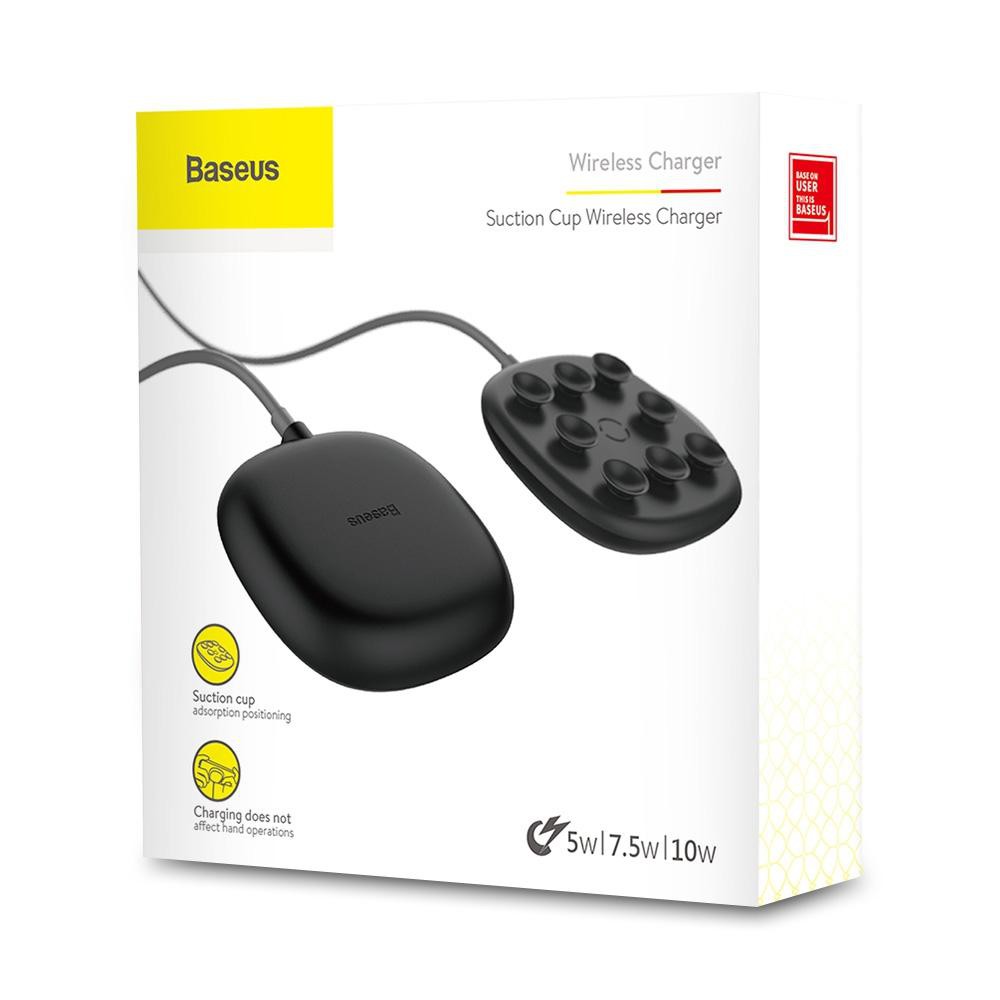 Baseus
Wireless Charger
Suction Cup Wireless Charger
BASE ON
USER
THIS IS
BASEUS
Baseus
Suction cup
adsorption positioning
Charging does not
affect hand operations
5w|7.5w|10w